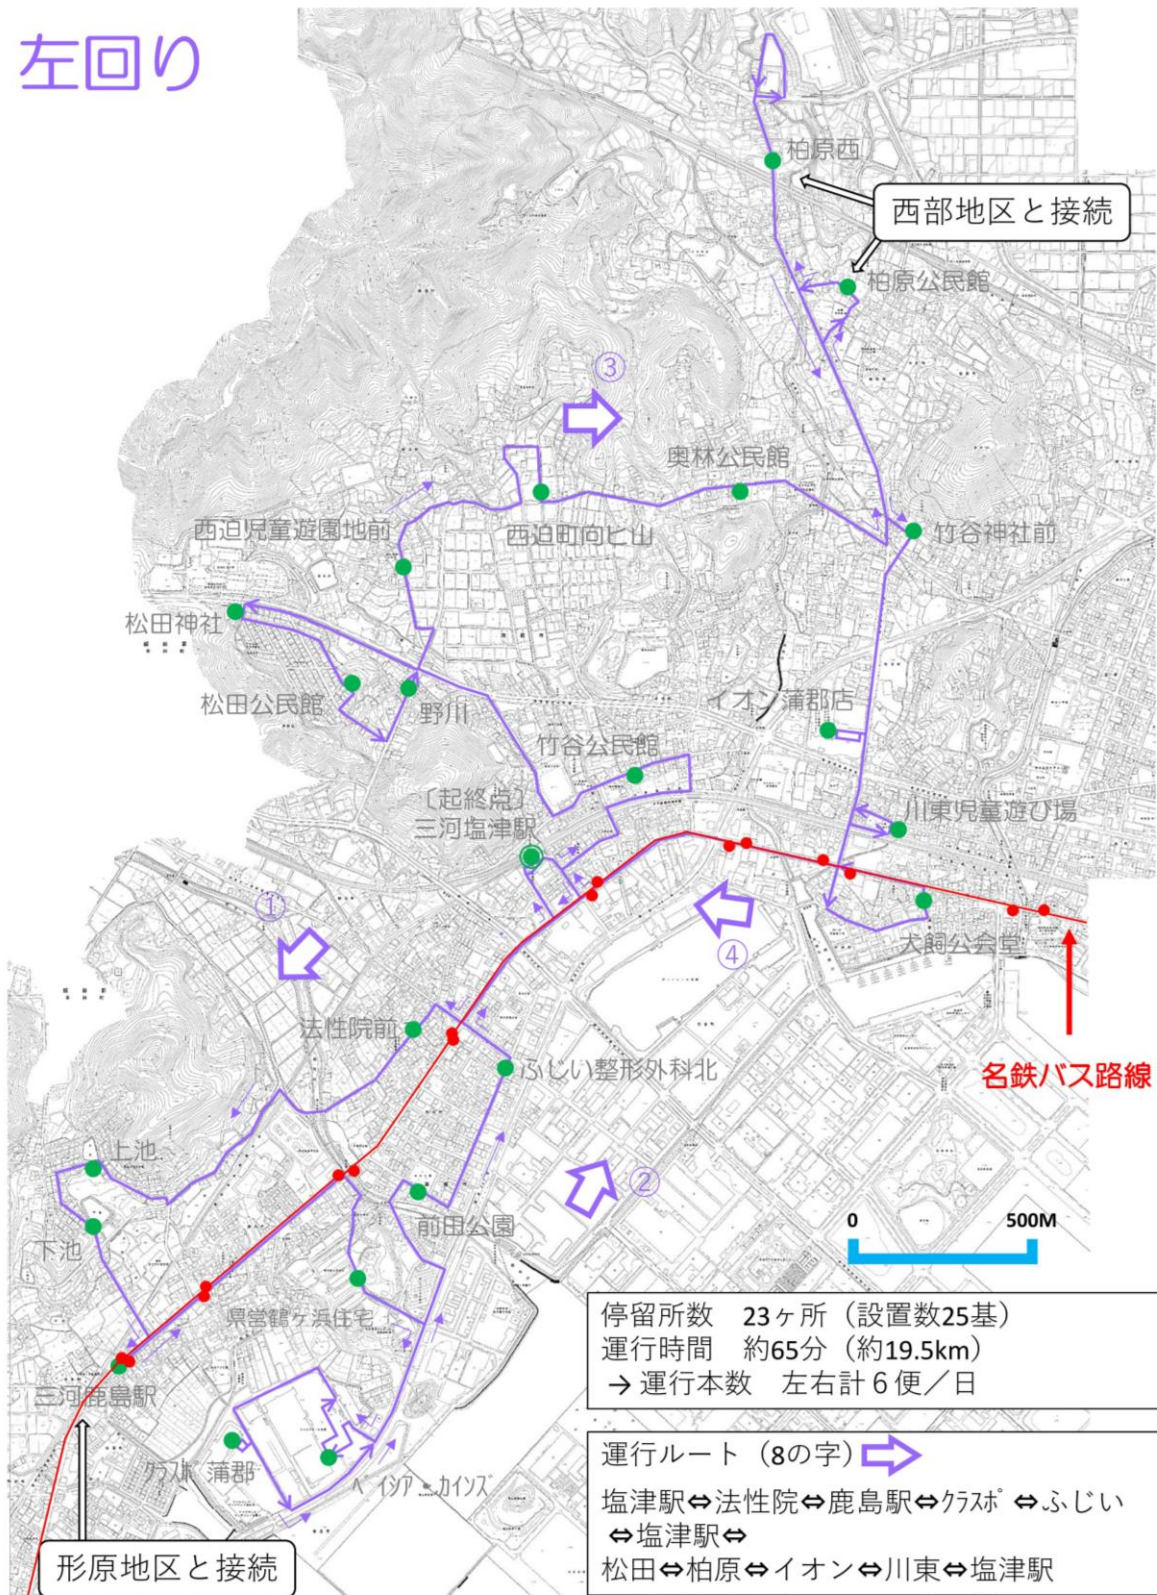 左回り
柏原西
西部地区と接続
柏原公民館
③
奥林公民館
西迫児童遊園地前
西迫町向ヒ山
竹谷神社前
松田神社
松田公民館
野川
イオン蒲郡店
竹谷公民館
〔起終点〕
三河塩津駅
川東児童遊び場
①
④
犬飼公会堂
法性院前
ふじい整形外科北
名鉄バス路線
上池
②
下池
前田公園
0 500M
県営鶴ヶ浜住宅
三河鹿島駅
クラスポ蒲郡
ベイシア・カインズ
形原地区と接続
停留所数 23ヶ所（設置数25基）
運行時間 約65分（約19.5km）
→ 運行本数 左右計６便／日
運行ルート（8の字）
塩津駅⇔法性院⇔鹿島駅⇔クラスポ⇔ふじい
⇔塩津駅⇔
松田⇔柏原⇔イオン⇔川東⇔塩津駅